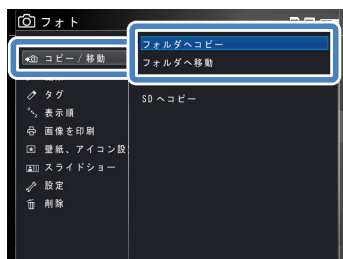 フォト
コピー/移動
フォルダへコピー
フォルダへ移動
タグ
SDへコピー
表示順
画像を印刷
壁紙、アイコン設
スライドショー
設定
削除